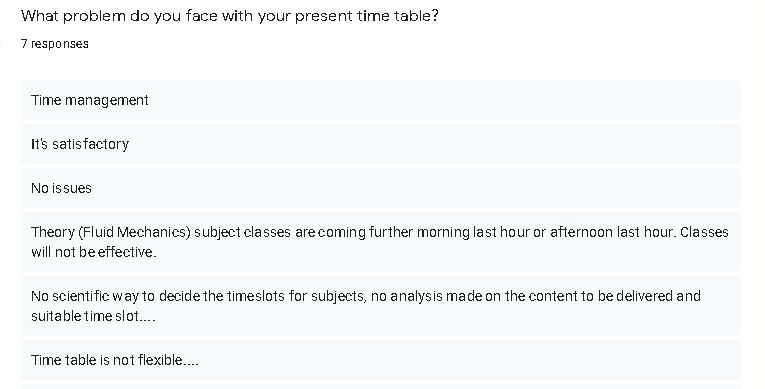 What problem do you face with your present time table?
7 responses
Time management
It's satisfactory
No issues
Theory (Fluid Mechanics) subject classes are coming further morning last hour or afternoon last hour. Classes
will not be effective.
No scientific way to decide the timeslots for subjects, no analysis made on the content to be delivered and
suitable time slot....
Time table is not flexible....